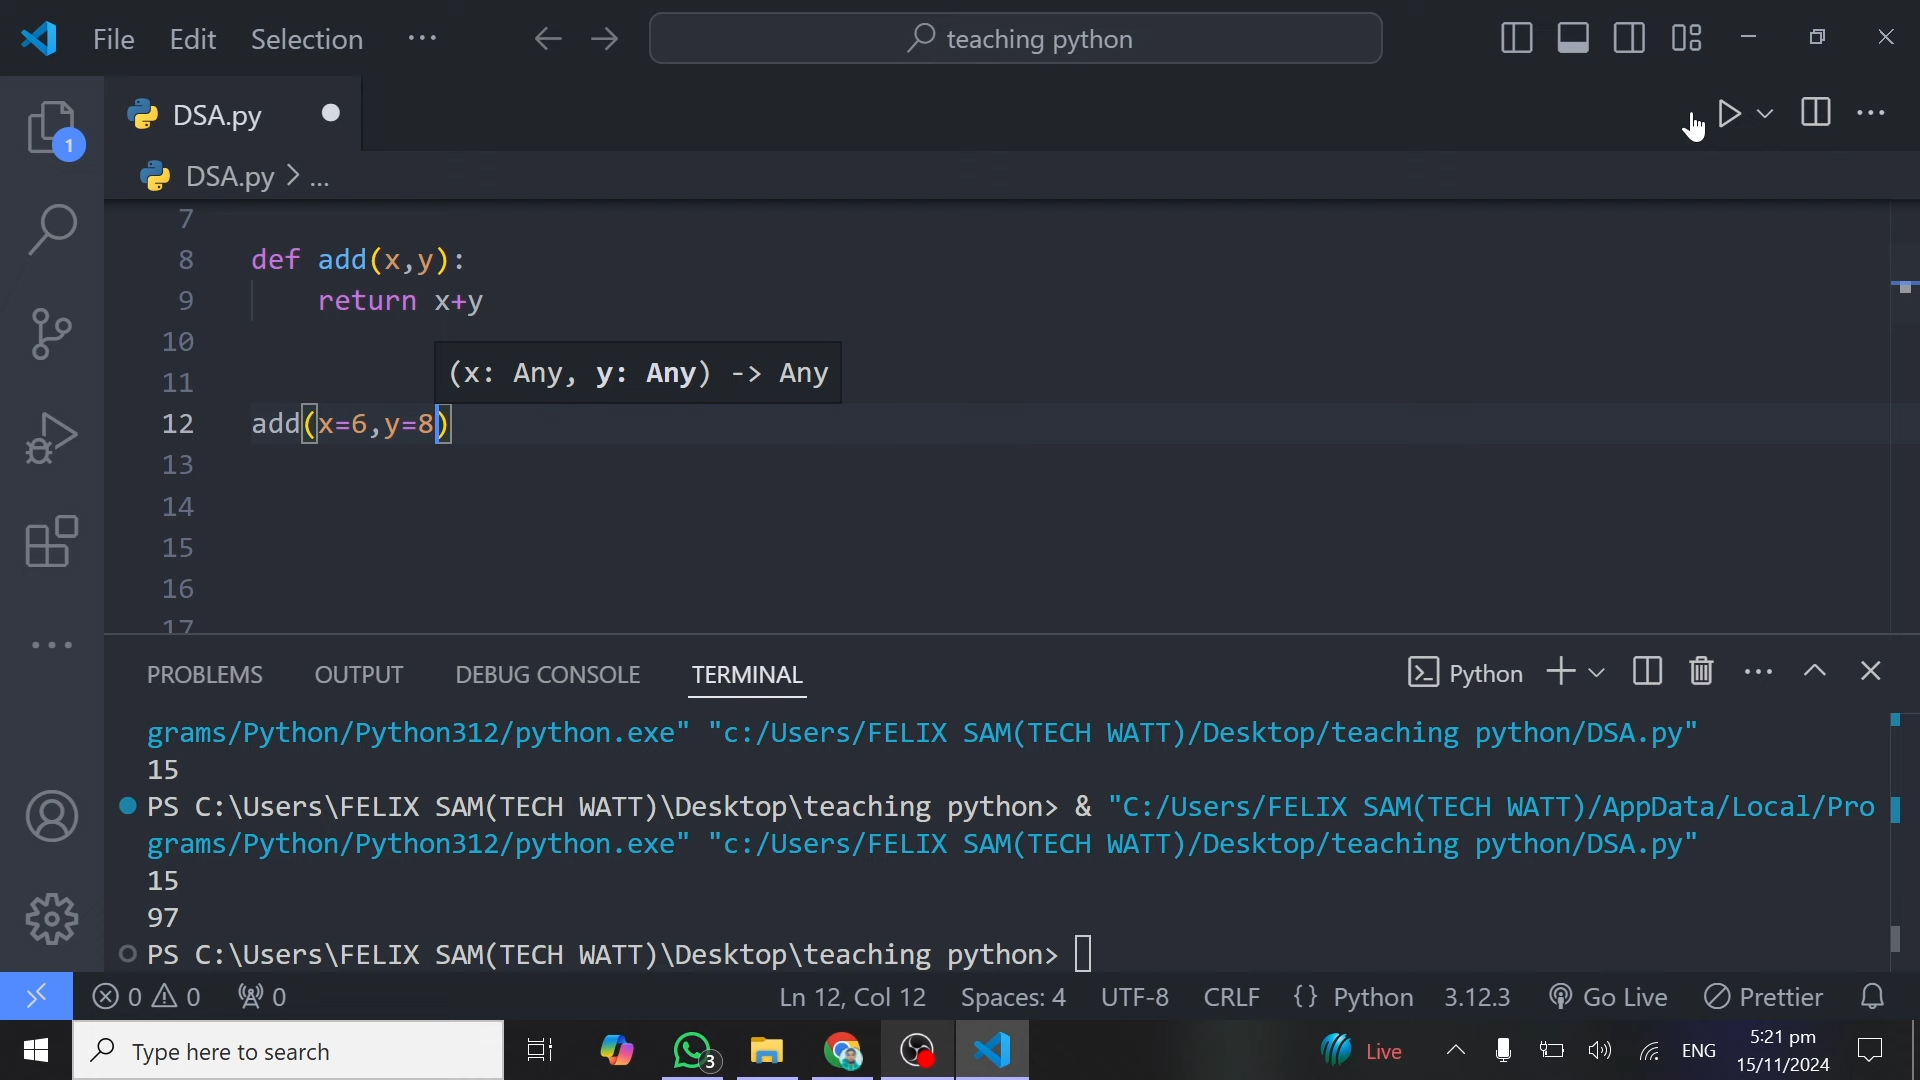 File Edit Selection ··· teaching python
DSA.py
1
DSA.py > ...
7
8 def add(x,y):
9 return x+y
10
(x: Any, y: Any) -> Any
11
12 add(x=6,y=8)
13
14
15
16
17
PROBLEMS OUTPUT DEBUG CONSOLE TERMINAL Python
grams/Python/Python312/python.exe" "c:/Users/FELIX SAM(TECH WATT)/Desktop/teaching python/DSA.py"
15
PS C:\Users\FELIX SAM(TECH WATT)\Desktop\teaching python> & "C:/Users/FELIX SAM(TECH WATT)/AppData/Local/Pro
grams/Python/Python312/python.exe" "c:/Users/FELIX SAM(TECH WATT)/Desktop/teaching python/DSA.py"
15
97
PS C:\Users\FELIX SAM(TECH WATT)\Desktop\teaching python>
0 0 0 Ln 12, Col 12 Spaces: 4 UTF-8 CRLF {} Python 3.12.3 Go Live Prettier
Type here to search 3 Live ENG 5:21 pm
15/11/2024